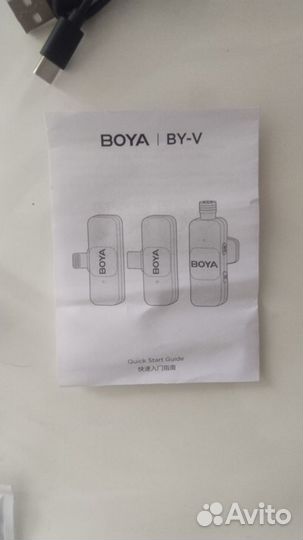 BOYA | BY-V
BOYA BOYA BOYA
Quick Start Guide
快速入门指南
Avito